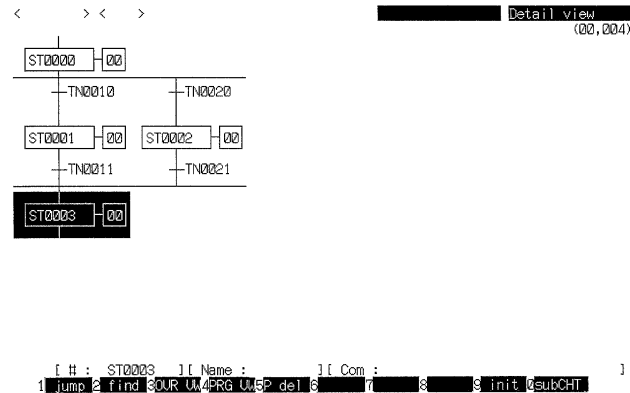 <      > <    > Detail view
(00,004)
ST0000 00
TN0010 TN0020
ST0001 00 ST0002 00
TN0011 TN0021
ST0003 00
[ # : ST0003 ][ Name : ][ Com : ]
1 jump 2 find 3OVR VW4PRG VW5P del 6 7 8 9 init 0subCHT